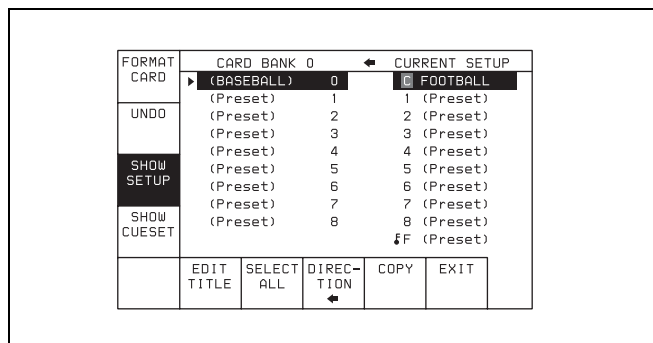 FORMAT CARD
UNDO
SHOW SETUP
SHOW CUESET
CARD BANK 0 ← CURRENT SETUP
▶ (BASEBALL) 0 C FOOTBALL
(Preset) 1 1 (Preset)
(Preset) 2 2 (Preset)
(Preset) 3 3 (Preset)
(Preset) 4 4 (Preset)
(Preset) 5 5 (Preset)
(Preset) 6 6 (Preset)
(Preset) 7 7 (Preset)
(Preset) 8 8 (Preset)
F (Preset)
EDIT TITLE
SELECT ALL
DIREC-
TION ←
COPY
EXIT